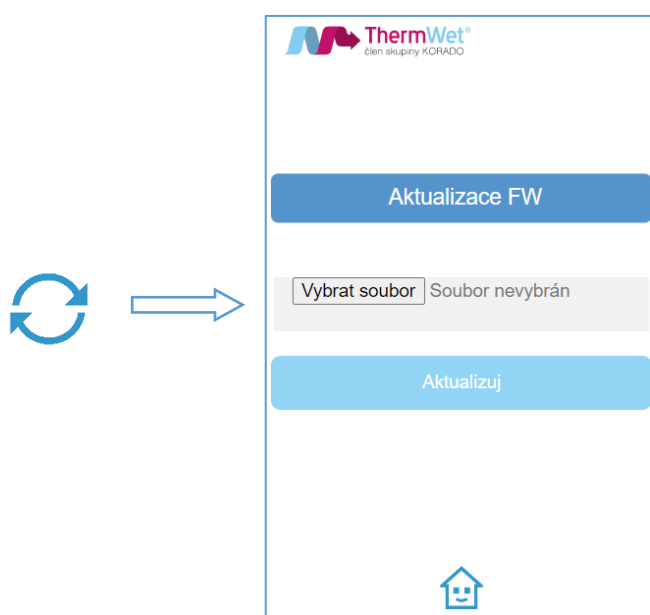 ThermWet®
člen skupiny KORADO
Aktualizace FW
Vybrat soubor Soubor nevybrán
Aktualizuj